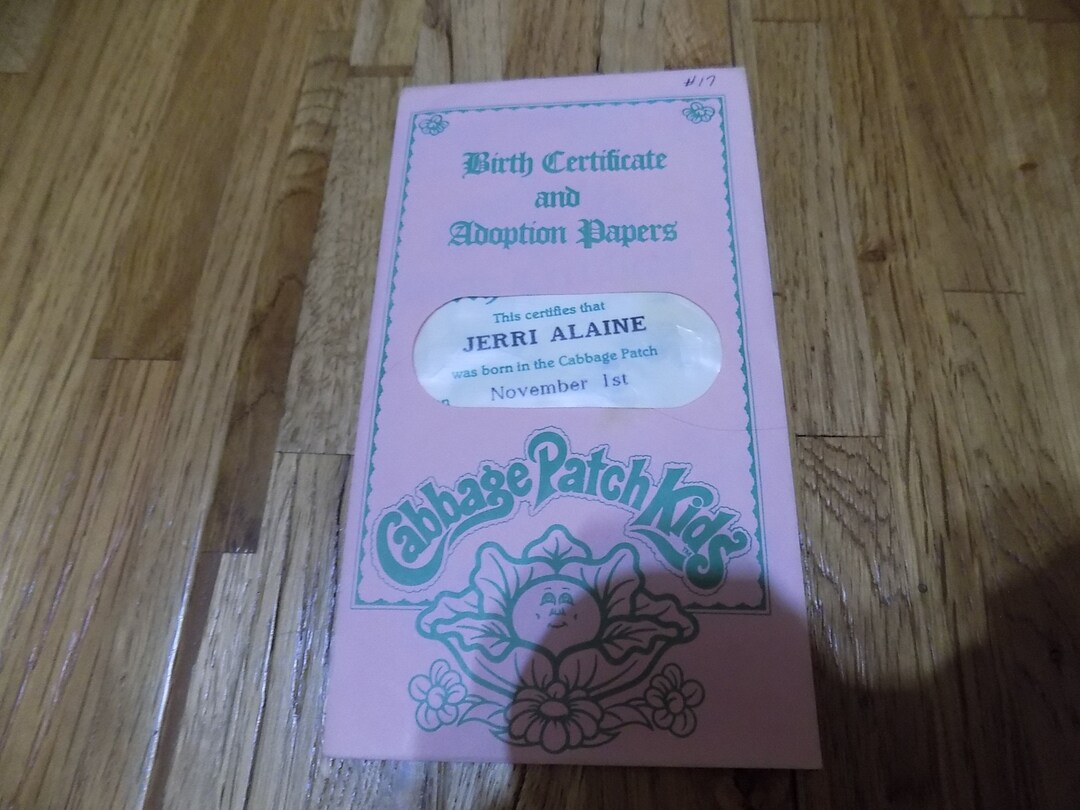 #17
Birth Certificate
and
Adoption Papers
This certifies that
JERRI ALAINE
was born in the Cabbage Patch
November 1st
Cabbage Patch Kids